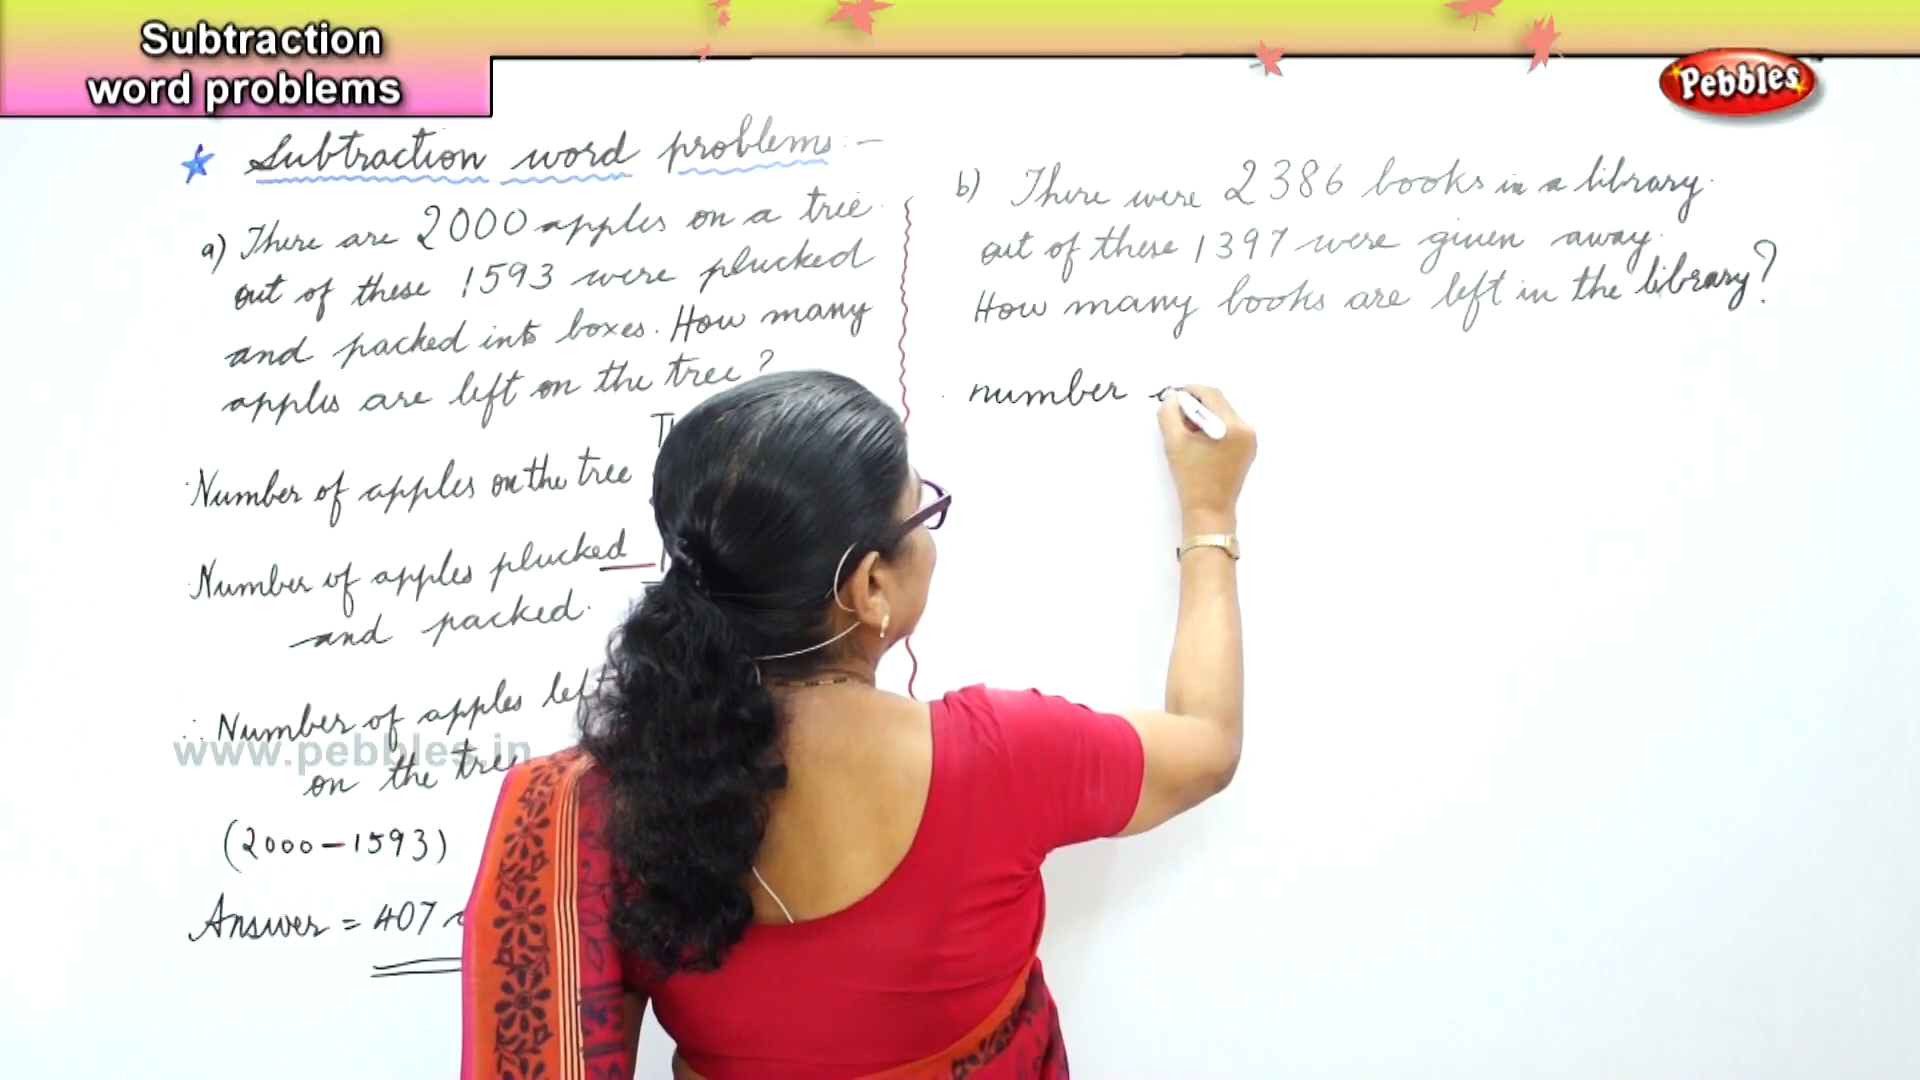 Subtraction
word problems
Pebbles
Subtraction word problems:-
a) There are 2000 apples on a tree.
out of these 1593 were plucked
and packed into boxes. How many
apples are left on the tree?
Number of apples on the tree
Number of apples plucked
and packed.
∴ Number of apples left
on the tree
(2000-1593)
Answer = 407
b) There were 2386 books in a library.
out of these 1397 were given away.
How many books are left in the library?
number
www.pebbles.in